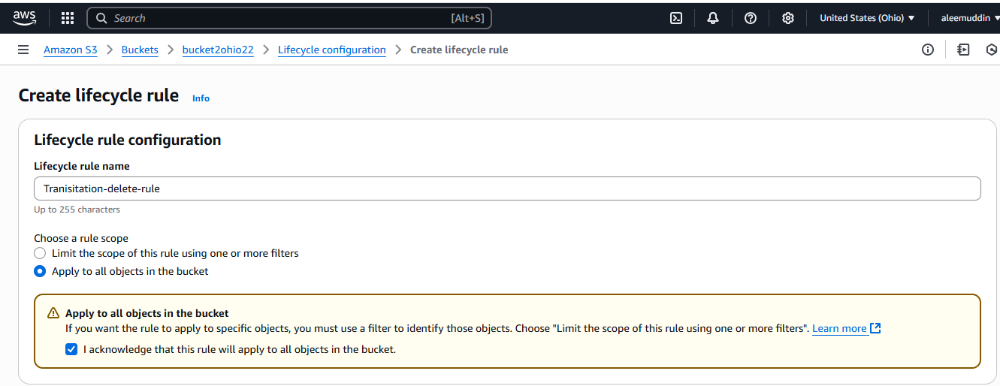 aws
Search [Alt+S] United States (Ohio) aleemuddin
Amazon S3 Buckets bucket2ohio22 Lifecycle configuration Create lifecycle rule
Create lifecycle rule Info
Lifecycle rule configuration
Lifecycle rule name
Tranisitation-delete-rule
Up to 255 characters
Choose a rule scope
Limit the scope of this rule using one or more filters
Apply to all objects in the bucket
Apply to all objects in the bucket
If you want the rule to apply to specific objects, you must use a filter to identify those objects. Choose "Limit the scope of this rule using one or more filters". Learn more
I acknowledge that this rule will apply to all objects in the bucket.